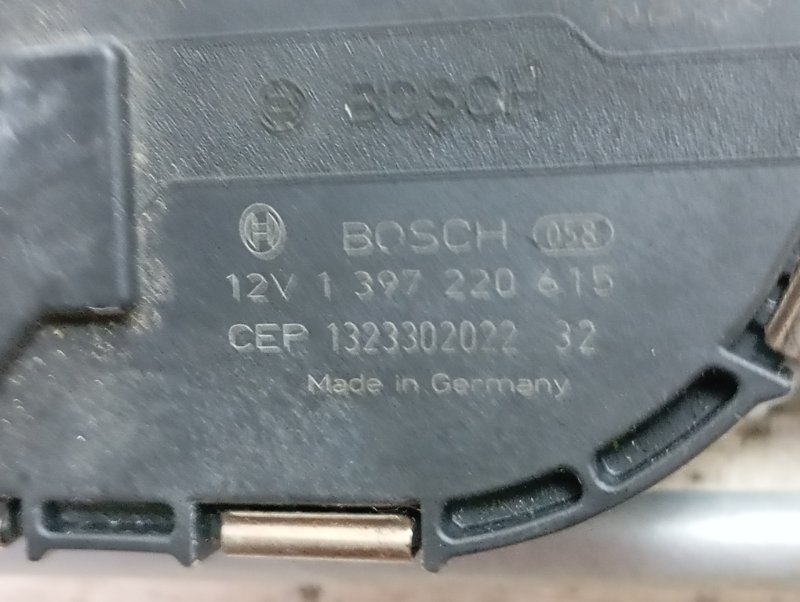 BOSCH
BOSCH 058
12V 1 397 220 615
CEP 1323302022 32
Made in Germany